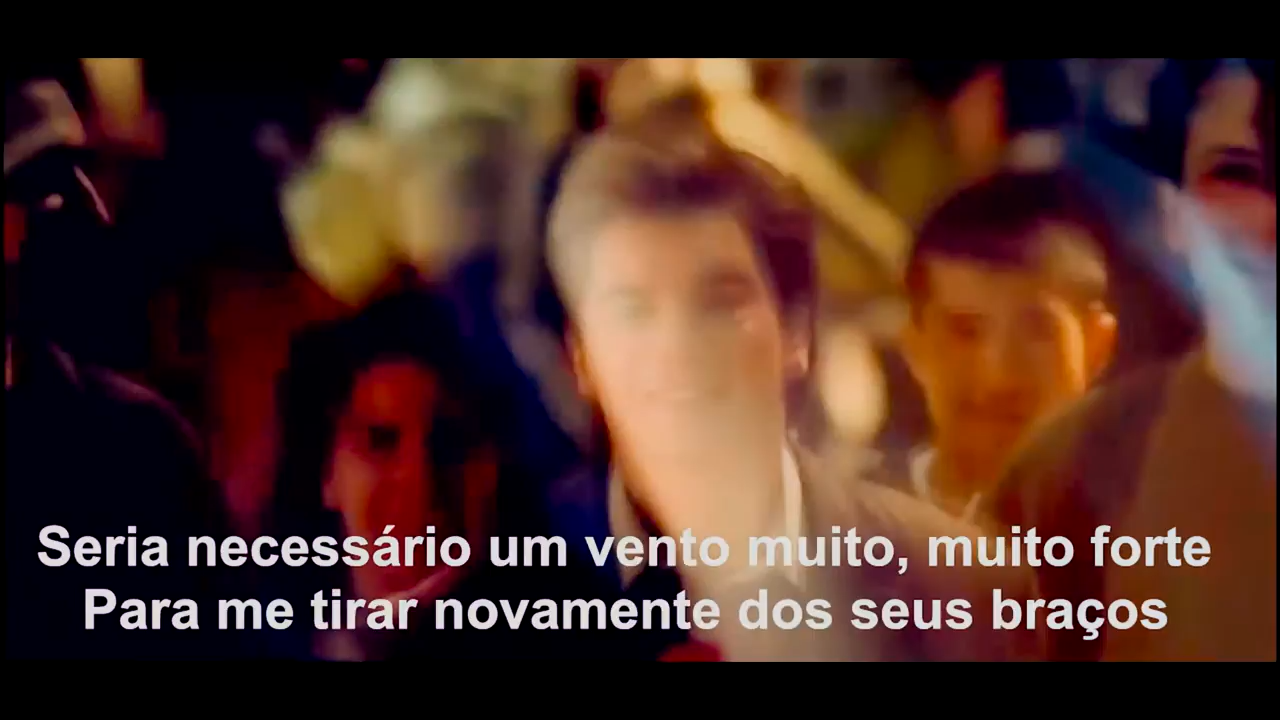 Seria necessário um vento muito, muito forte
Para me tirar novamente dos seus braços